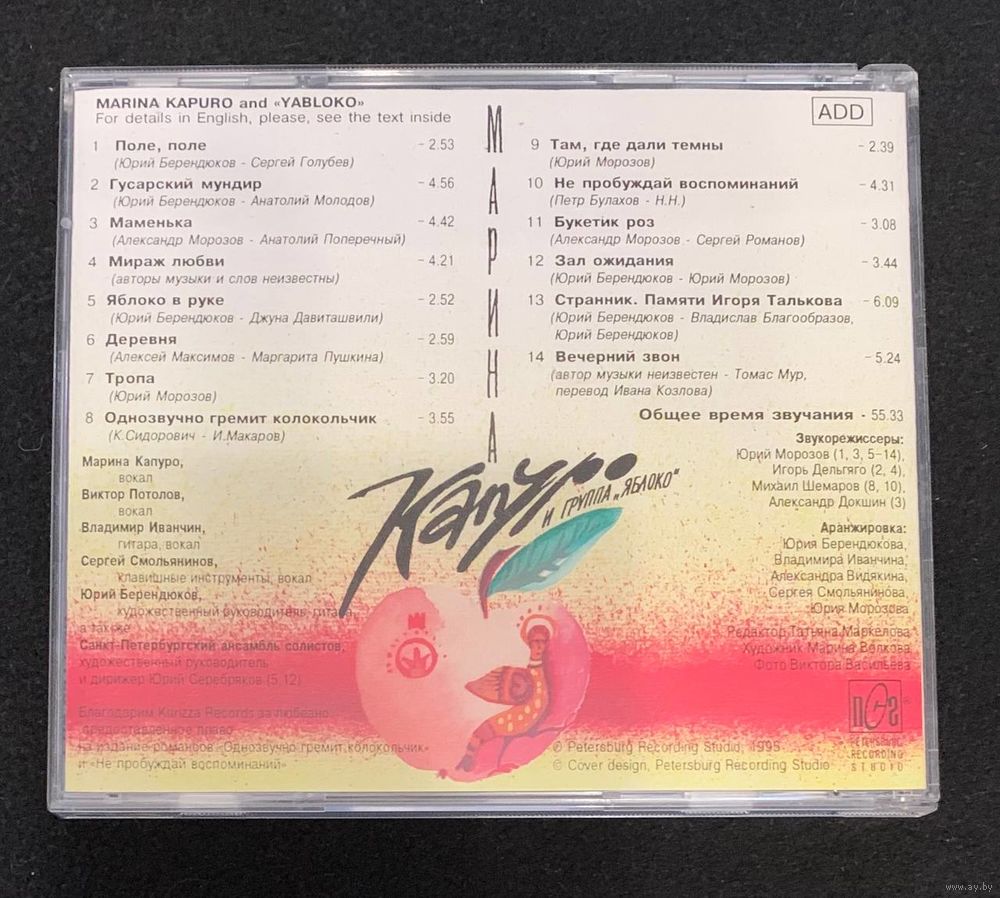 MARINA KAPURO and «YABLOKO»
For details in English, please, see the text inside
1 Поле, поле - 2.53
(Юрий Берендюков - Сергей Голубев)
2 Гусарский мундир - 4.56
(Юрий Берендюков - Анатолий Молодов)
3 Маменька - 4.42
(Александр Морозов - Анатолий Поперечный)
4 Мираж любви - 4.21
(авторы музыки и слов неизвестны)
5 Яблоко в руке - 2.52
(Юрий Берендюков - Джуна Давиташвили)
6 Деревня - 2.59
(Алексей Максимов - Маргарита Пушкина)
7 Тропа - 3.20
(Юрий Морозов)
8 Однозвучно гремит колокольчик - 3.55
(К.Сидорович - И.Макаров)
Марина Капуро,
вокал
Виктор Потолов,
вокал
Владимир Иванчин,
гитара, вокал
Сергей Смольянинов,
клавишные инструменты, вокал
Юрий Берендюков,
художественный руководитель, гитара,
а также
Санкт-Петербургский ансамбль солистов,
художественный руководитель
и дирижер Юрий Серебряков (5,12)
Благодарим Kurizza Records за любезно
предоставленное право
на издание романсов «Однозвучно гремит колокольчик»
и «Не пробуждай воспоминаний»
МАРИНА
Капуро
и группа „Яблоко“
ADD
9 Там, где дали темны - 2.39
(Юрий Морозов)
10 Не пробуждай воспоминаний - 4.31
(Петр Булахов - Н.Н.)
11 Букетик роз - 3.08
(Александр Морозов - Сергей Романов)
12 Зал ожидания - 3.44
(Юрий Берендюков - Юрий Морозов)
13 Странник. Памяти Игоря Талькова - 6.09
(Юрий Берендюков - Владислав Благообразов,
Юрий Берендюков)
14 Вечерний звон - 5.24
(автор музыки неизвестен - Томас Мур,
перевод Ивана Козлова)
Общее время звучания - 55.33
Звукорежиссеры:
Юрий Морозов (1, 3, 5-14),
Игорь Дельгяго (2, 4),
Михаил Шемаров (8, 10),
Александр Докшин (3)
Аранжировка:
Юрия Берендюкова,
Владимира Иванчина,
Александра Видякина,
Сергея Смольянинова,
Юрия Морозова
Редактор Татьяна Маркелова
Художник Марина Волкова
Фото Виктора Васильева
PETERSBURG
RECORDING
STUDIO
© Petersburg Recording Studio, 1995
© Cover design, Petersburg Recording Studio
www.ay.by